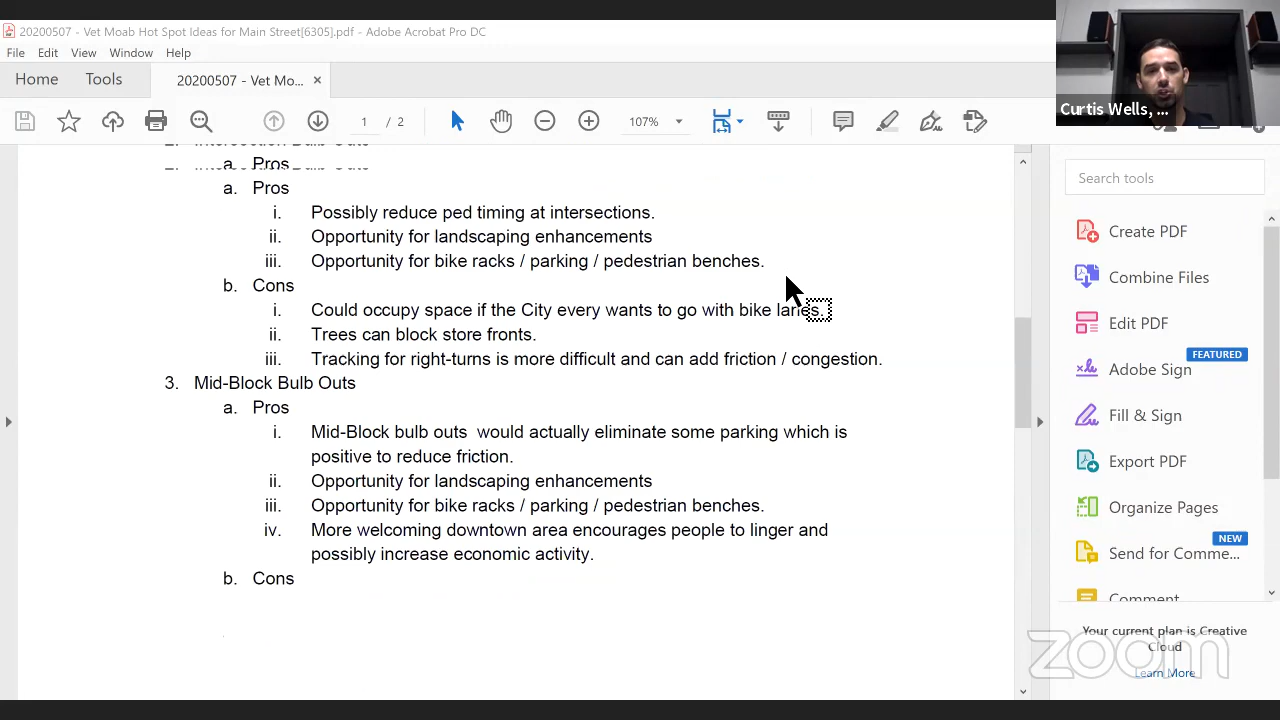 20200507 - Vet Moab Hot Spot Ideas for Main Street[6305].pdf - Adobe Acrobat Pro DC
File Edit View Window Help
Home Tools 20200507 - Vet Mo... ×
1 / 2 107%
Curtis Wells, ...
a. Pros
a. Pros
i. Possibly reduce ped timing at intersections.
ii. Opportunity for landscaping enhancements
iii. Opportunity for bike racks / parking / pedestrian benches.
b. Cons
i. Could occupy space if the City every wants to go with bike lanes.
ii. Trees can block store fronts.
iii. Tracking for right-turns is more difficult and can add friction / congestion.
3. Mid-Block Bulb Outs
a. Pros
i. Mid-Block bulb outs would actually eliminate some parking which is
positive to reduce friction.
ii. Opportunity for landscaping enhancements
iii. Opportunity for bike racks / parking / pedestrian benches.
iv. More welcoming downtown area encourages people to linger and
possibly increase economic activity.
b. Cons
Search tools
Create PDF
Combine Files
Edit PDF
FEATURED
Adobe Sign
Fill & Sign
Export PDF
Organize Pages
NEW
Send for Comme...
Comment
Your current plan is Creative
Cloud
Learn More
zoom